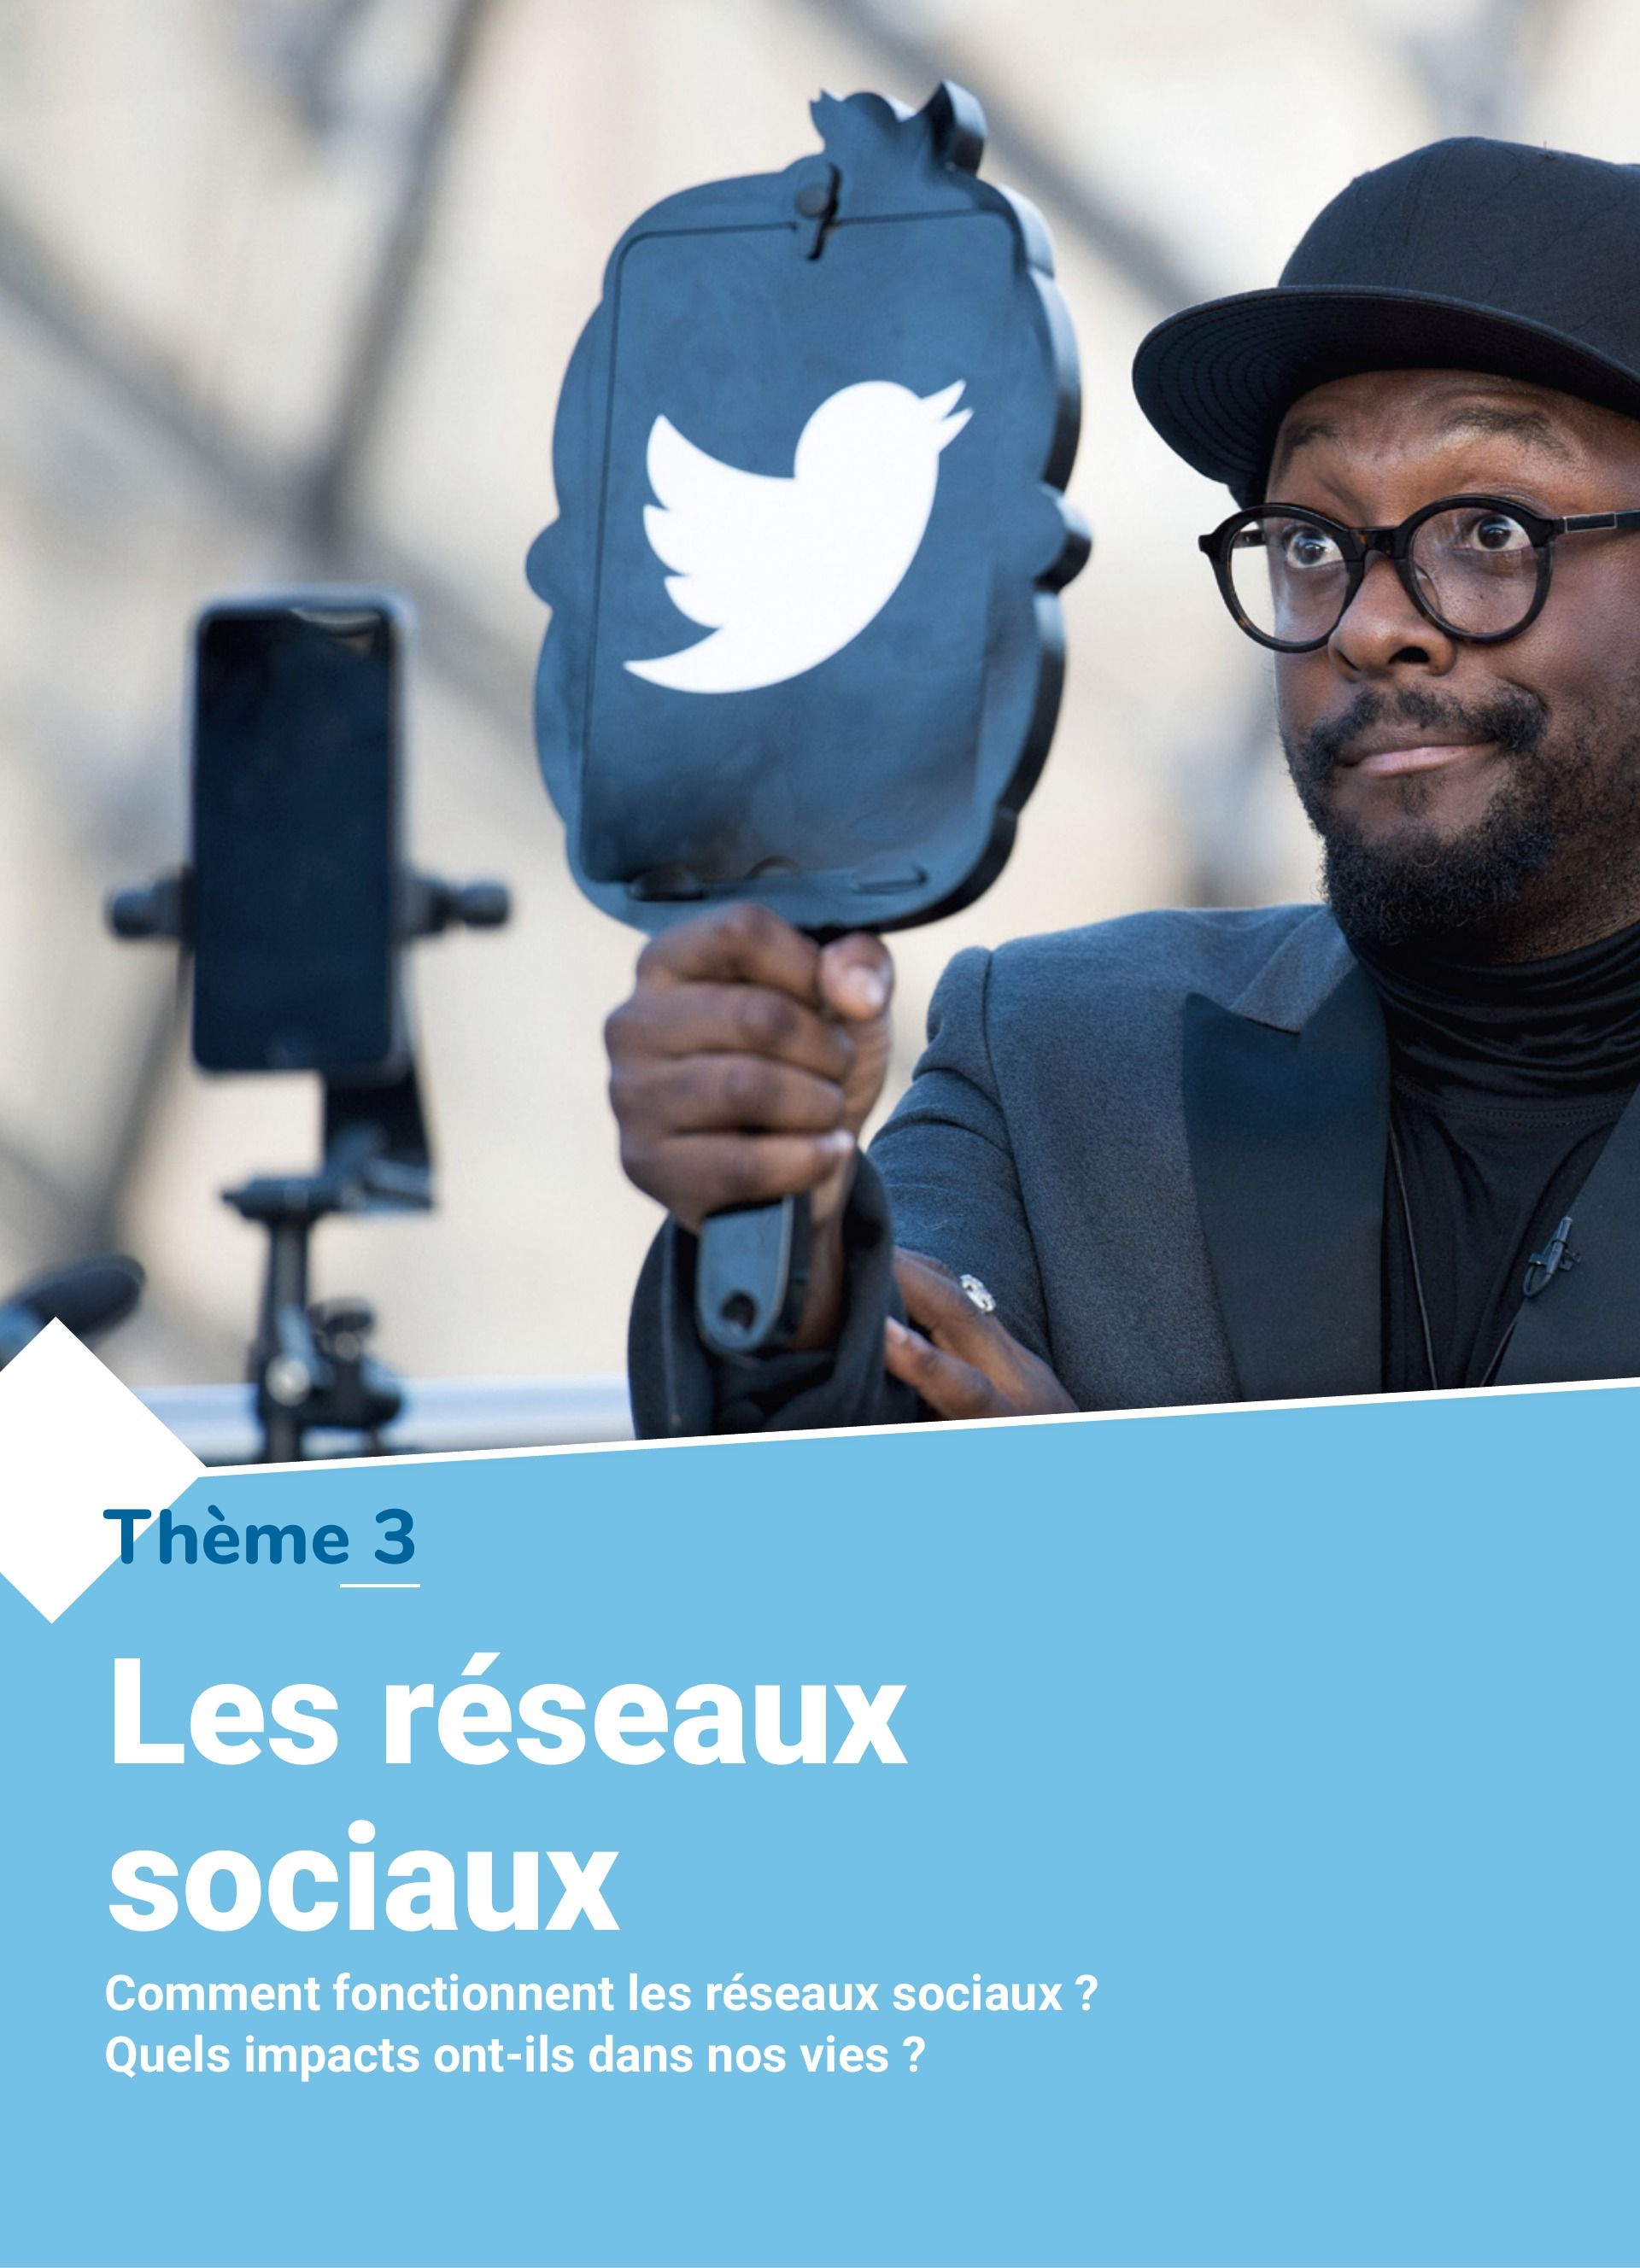 Thème 3
Les réseaux
sociaux
Comment fonctionnent les réseaux sociaux ?
Quels impacts ont-ils dans nos vies ?